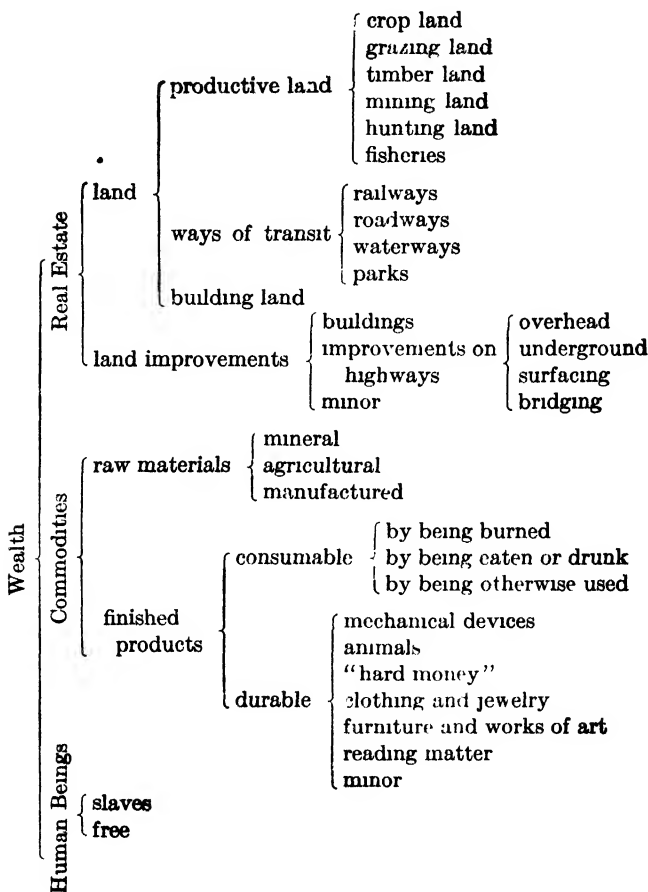 Wealth
Real Estate
land
productive land
crop land
grazing land
timber land
mining land
hunting land
fisheries
ways of transit
railways
roadways
waterways
parks
building land
land improvements
buildings
improvements on
highways
minor
overhead
underground
surfacing
bridging
Commodities
raw materials
mineral
agricultural
manufactured
finished
products
consumable
by being burned
by being eaten or drunk
by being otherwise used
durable
mechanical devices
animals
"hard money"
clothing and jewelry
furniture and works of art
reading matter
minor
Human Beings
slaves
free